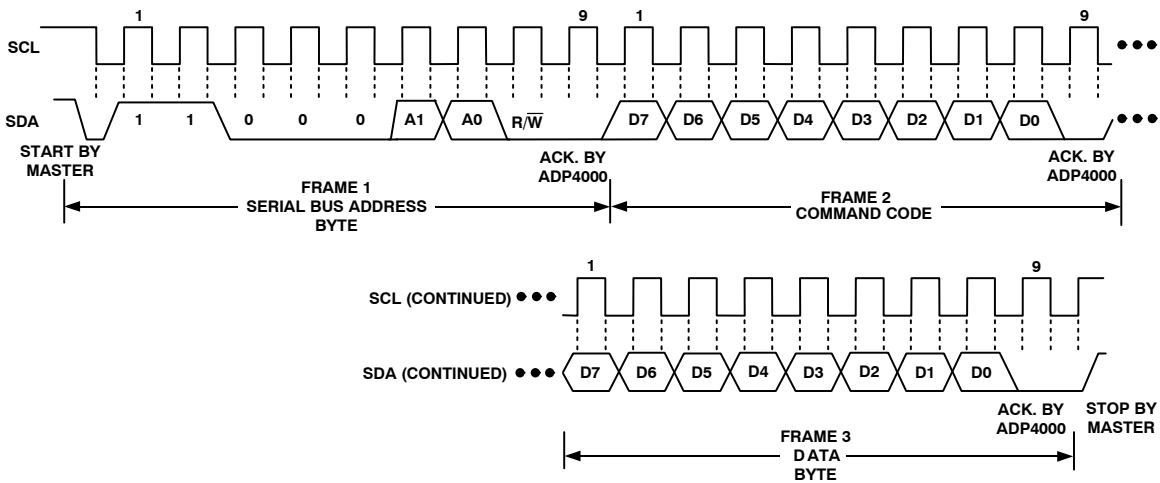 1 9 1 9
SCL
SDA 1 1 0 0 0 A1 A0 R/W̅ D7 D6 D5 D4 D3 D2 D1 D0
START BY
MASTER
ACK. BY
ADP4000
ACK. BY
ADP4000
FRAME 1
SERIAL BUS ADDRESS
BYTE
FRAME 2
COMMAND CODE
1 9
SCL (CONTINUED)
SDA (CONTINUED) D7 D6 D5 D4 D3 D2 D1 D0
ACK. BY
ADP4000
STOP BY
MASTER
FRAME 3
DATA
BYTE